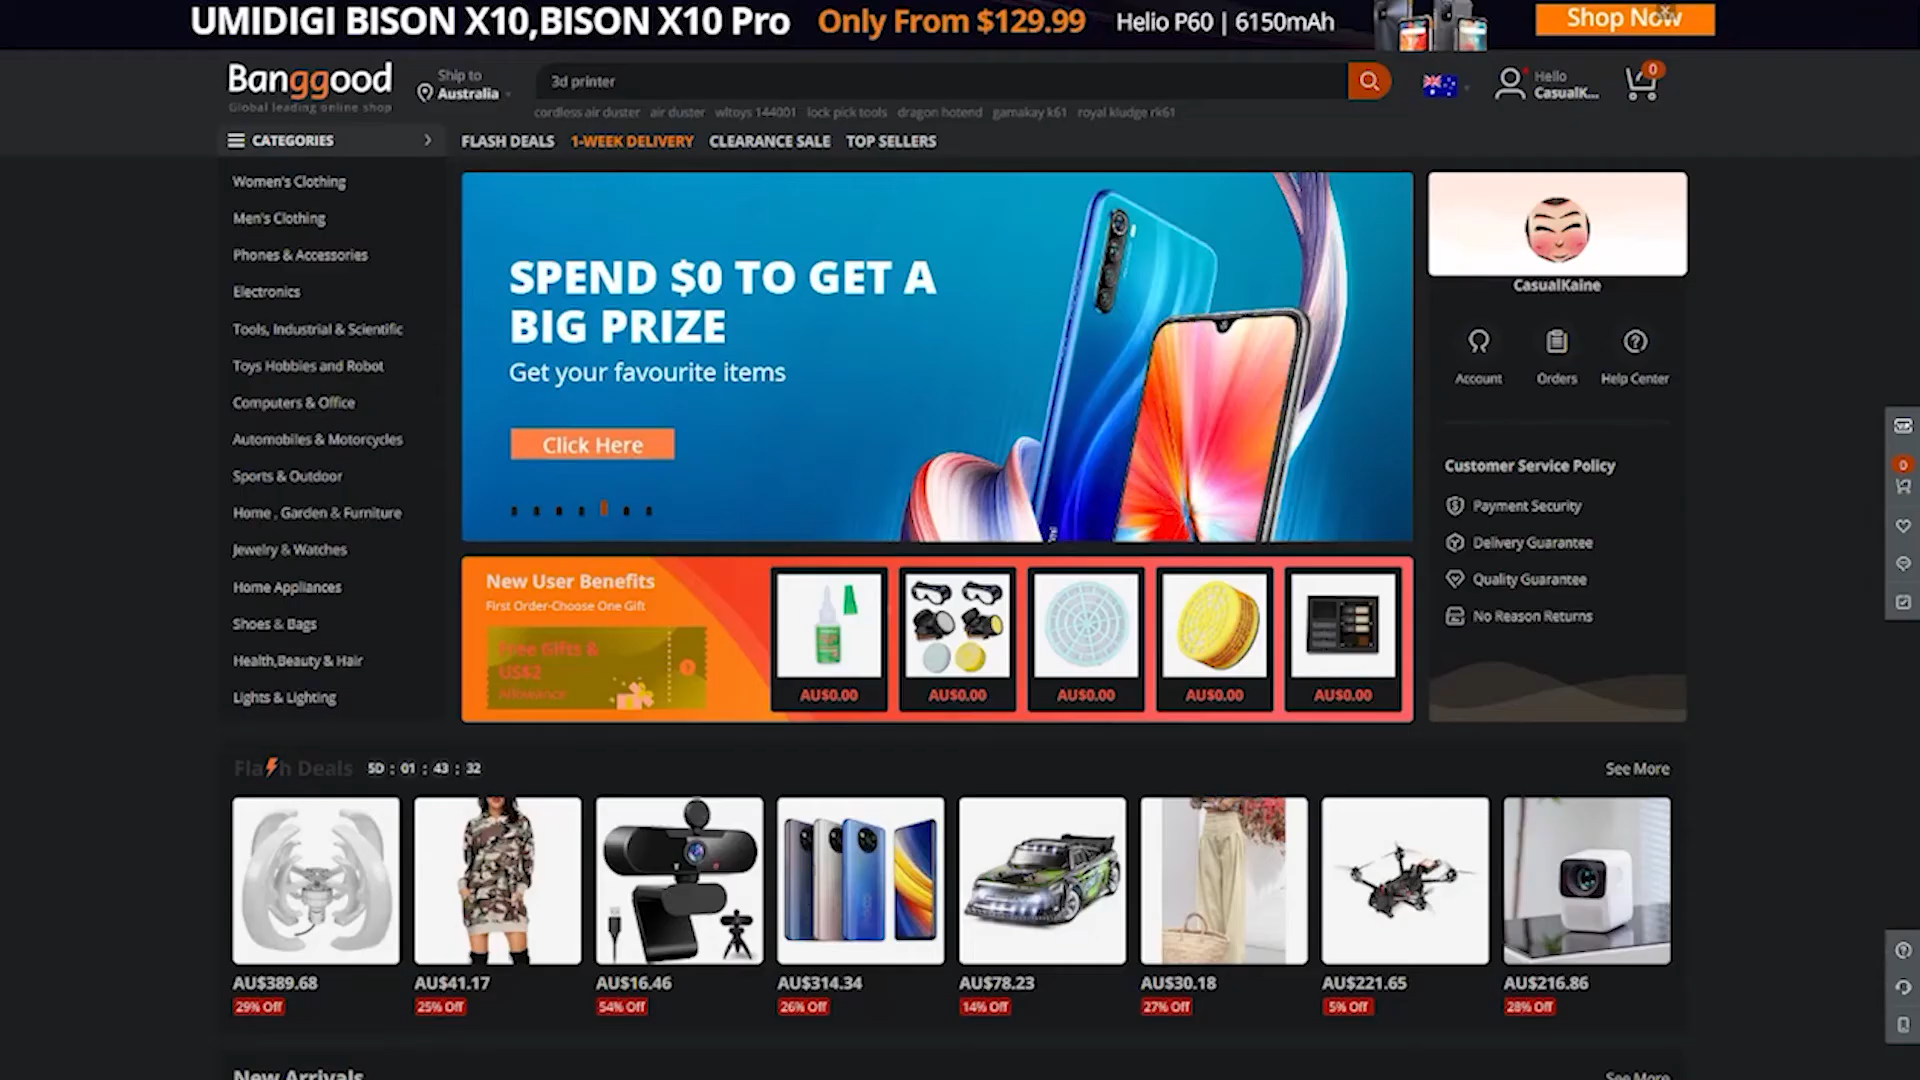 UMIDIGI BISON X10,BISON X10 Pro Only From $129.99 Helio P60 | 6150mAh Shop Now
Banggood
Global leading online shop
Ship to
Australia
3d printer
cordless air duster air duster wltoys 144001 lock pick tools dragon hotend gamakay k61 royal kludge rk61
Hello
CasualK...
0
CATEGORIES
FLASH DEALS 1-WEEK DELIVERY CLEARANCE SALE TOP SELLERS
Women's Clothing
Men's Clothing
Phones & Accessories
Electronics
Tools, Industrial & Scientific
Toys Hobbies and Robot
Computers & Office
Automobiles & Motorcycles
Sports & Outdoor
Home , Garden & Furniture
Jewelry & Watches
Home Appliances
Shoes & Bags
Health,Beauty & Hair
Lights & Lighting
SPEND $0 TO GET A
BIG PRIZE
Get your favourite items
Click Here
CasualKaine
Account Orders Help Center
Customer Service Policy
Payment Security
Delivery Guarantee
Quality Guarantee
No Reason Returns
0
New User Benefits
First Order-Choose One Gift
Free Gifts &
US$2
Allowance
AU$0.00 AU$0.00 AU$0.00 AU$0.00 AU$0.00
Flash Deals 5D : 01 : 43 : 32 See More
AU$389.68 AU$41.17 AU$16.46 AU$314.34 AU$78.23 AU$30.18 AU$221.65 AU$216.86
29% Off 25% Off 54% Off 26% Off 14% Off 27% Off 5% Off 28% Off
New Arrivals See More